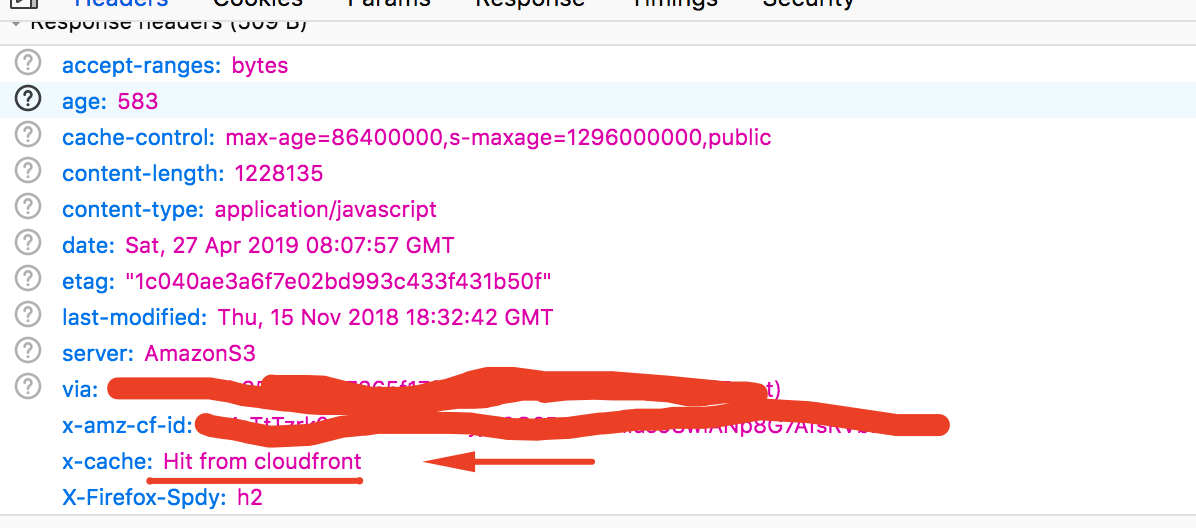 Headers Cookies Params Response Timings Security
Response headers (309 B)
accept-ranges: bytes
age: 583
cache-control: max-age=86400000,s-maxage=1296000000,public
content-length: 1228135
content-type: application/javascript
date: Sat, 27 Apr 2019 08:07:57 GMT
etag: "1c040ae3a6f7e02bd993c433f431b50f"
last-modified: Thu, 15 Nov 2018 18:32:42 GMT
server: AmazonS3
via:
x-amz-cf-id:
x-cache: Hit from cloudfront
X-Firefox-Spdy: h2